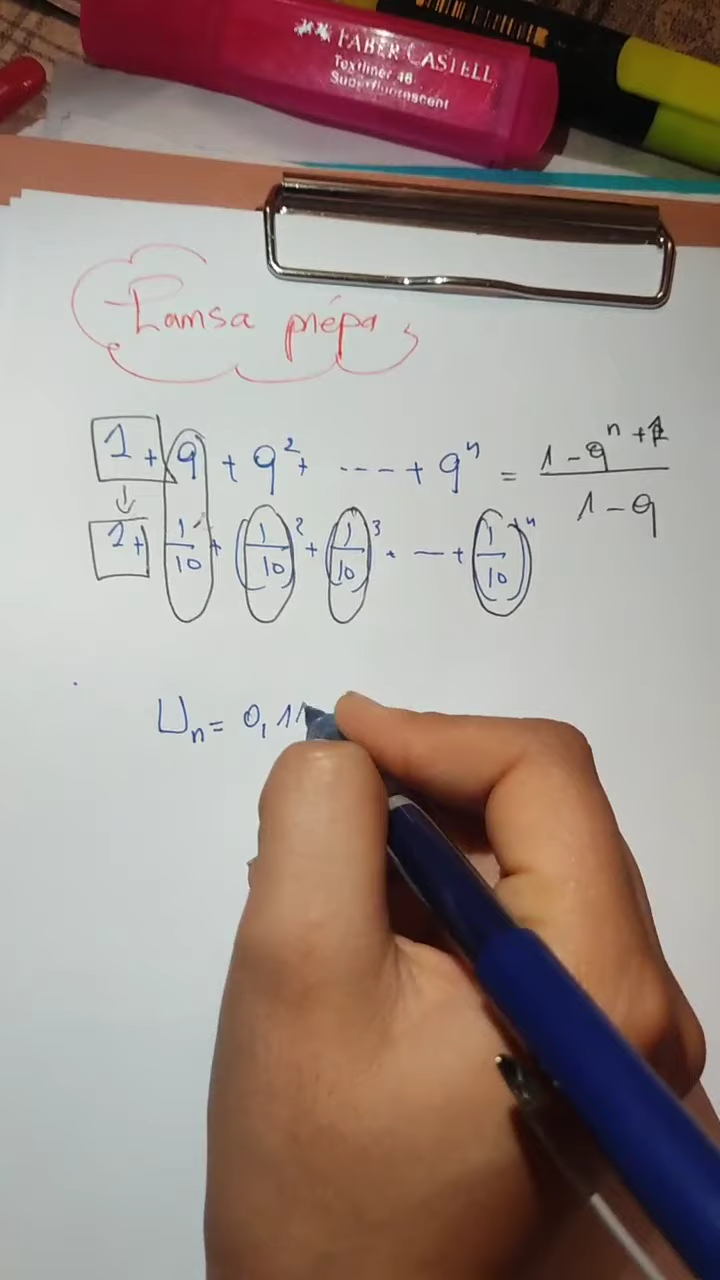 FABER-CASTELL
Textliner 48
Superfluorescent
Pamsa prépa
1 + q + q² + ---- + qⁿ = (1 - qⁿ⁺¹)/(1 - q)
↓
1 + 1/10 + (1/10)² + (1/10)³ + — + (1/10)ⁿ
Uₙ = 0,11